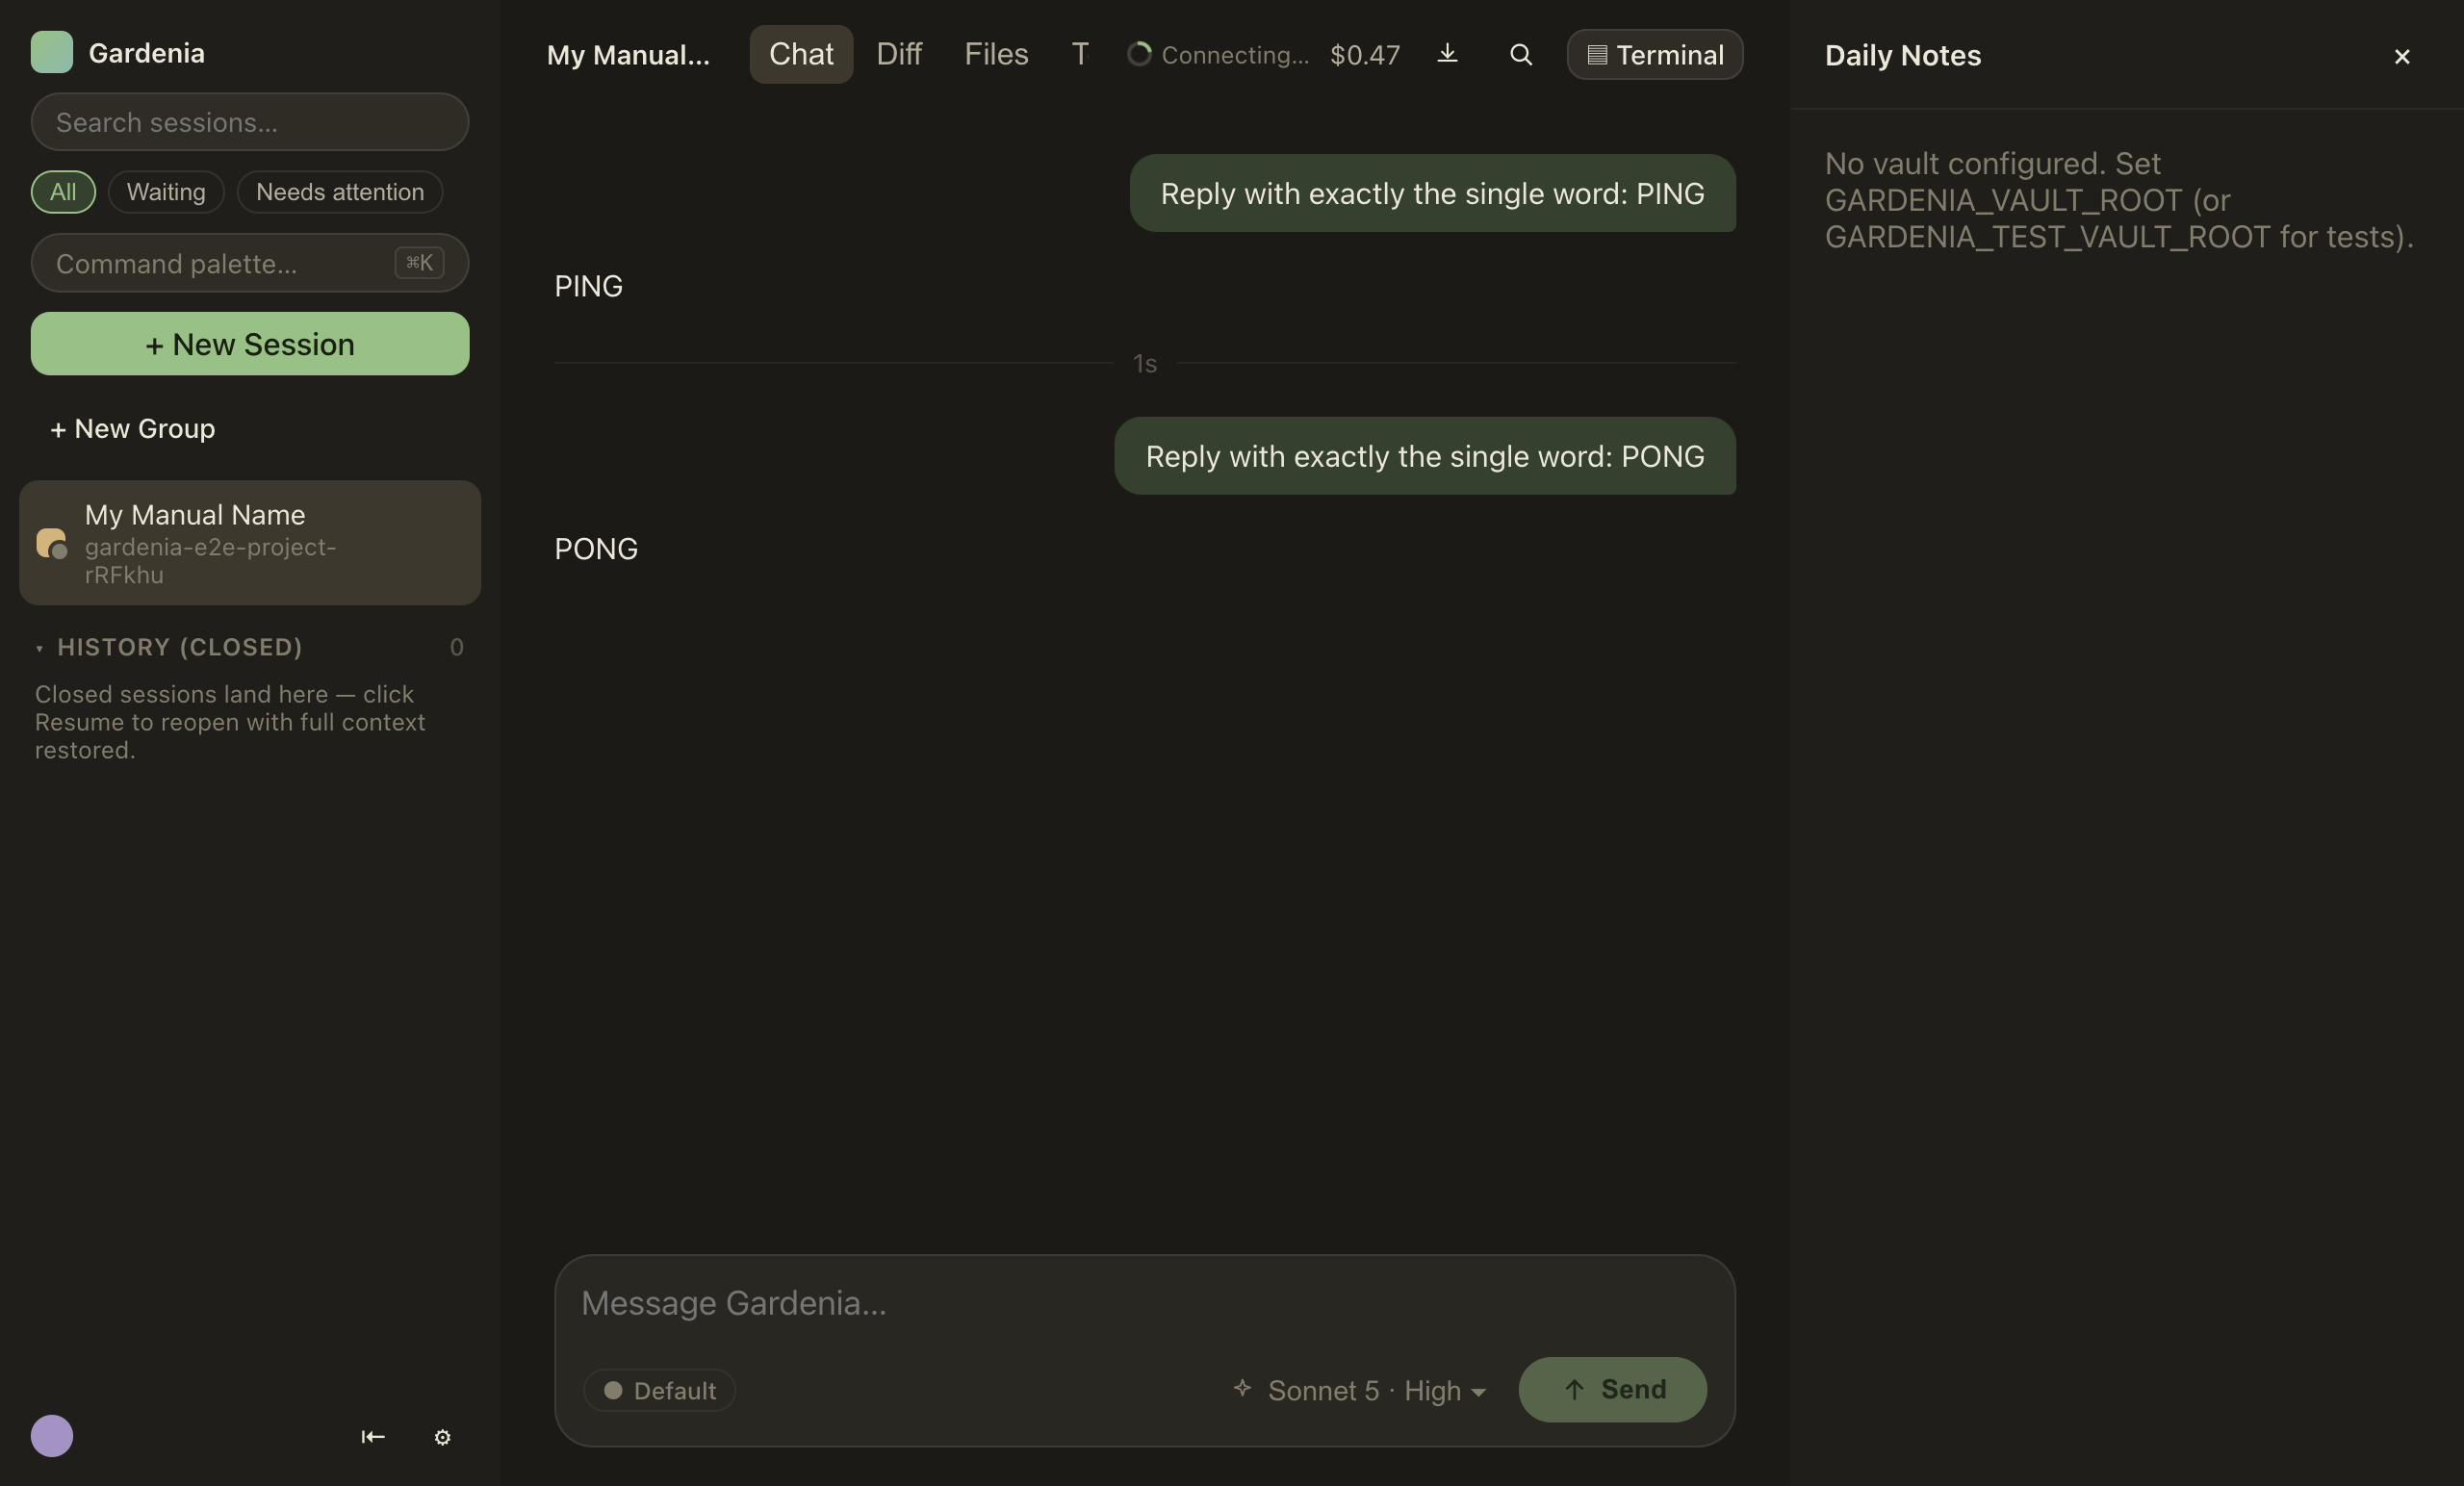 Gardenia
Search sessions...
All
Waiting
Needs attention
Command palette...
⌘K
+ New Session
+ New Group
My Manual Name
gardenia-e2e-project-
rRFkhu
HISTORY (CLOSED)
0
Closed sessions land here — click
Resume to reopen with full context
restored.
My Manual...
Chat
Diff
Files
T
Connecting...
$0.47
Terminal
Reply with exactly the single word: PING
PING
1s
Reply with exactly the single word: PONG
PONG
Message Gardenia...
Default
Sonnet 5 · High
Send
Daily Notes
No vault configured. Set
GARDENIA_VAULT_ROOT (or
GARDENIA_TEST_VAULT_ROOT for tests).